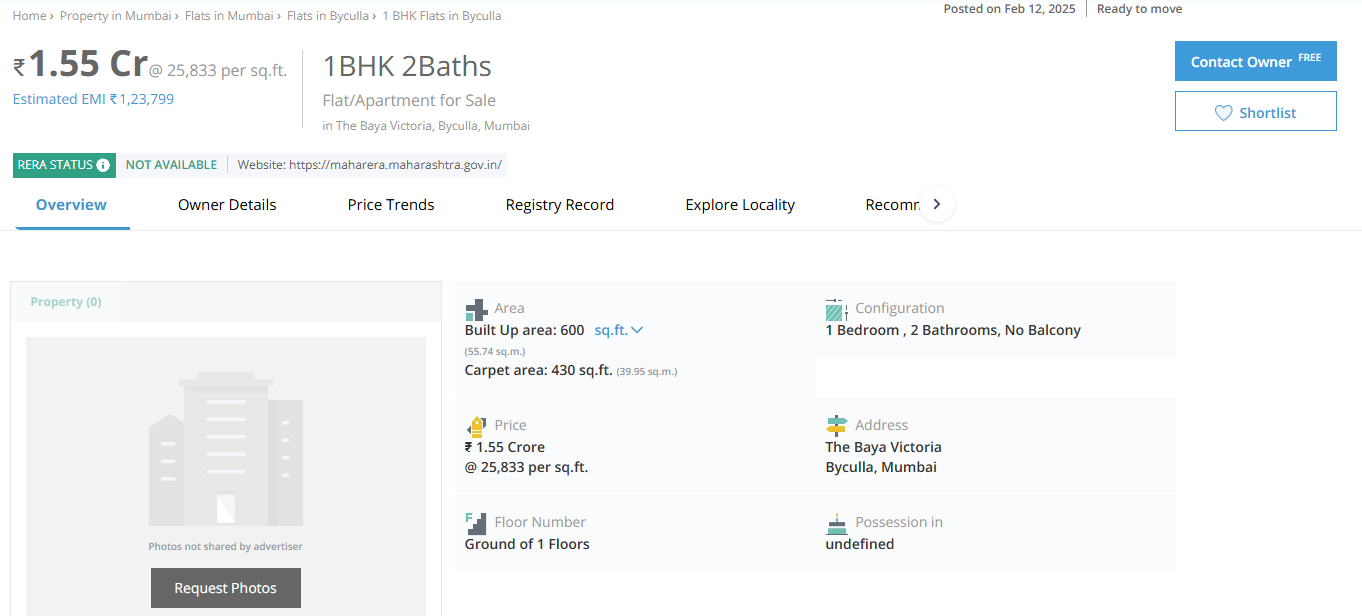 Home › Property in Mumbai › Flats in Mumbai › Flats in Byculla › 1 BHK Flats in Byculla
Posted on Feb 12, 2025 Ready to move
₹ 1.55 Cr @ 25,833 per sq.ft.
Estimated EMI ₹ 1,23,799
1BHK 2Baths
Flat/Apartment for Sale
in The Baya Victoria, Byculla, Mumbai
Contact Owner FREE
Shortlist
RERA STATUS i NOT AVAILABLE Website: https://maharera.maharashtra.gov.in/
Overview Owner Details Price Trends Registry Record Explore Locality Recomr
Property (0)
Photos not shared by advertiser
Request Photos
Area
Built Up area: 600 sq.ft.
(55.74 sq.m.)
Carpet area: 430 sq.ft. (39.95 sq.m.)
Configuration
1 Bedroom , 2 Bathrooms, No Balcony
Price
₹ 1.55 Crore
@ 25,833 per sq.ft.
Address
The Baya Victoria
Byculla, Mumbai
F Floor Number
Ground of 1 Floors
Possession in
undefined